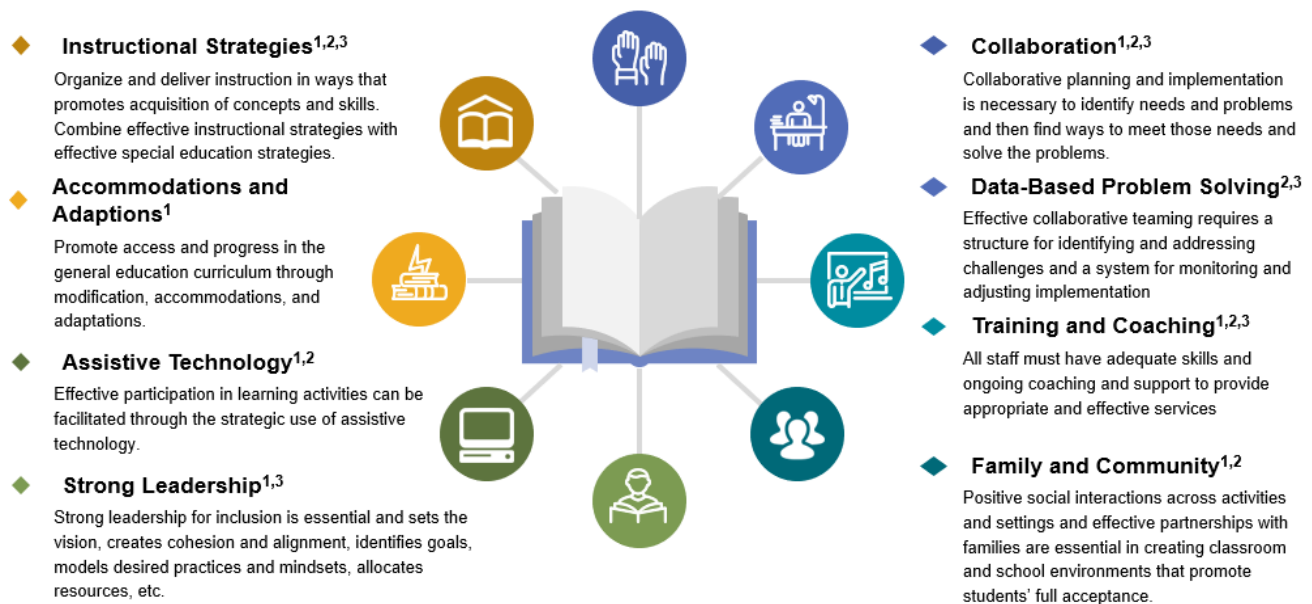 Instructional Strategies1,2,3
Organize and deliver instruction in ways that
promotes acquisition of concepts and skills.
Combine effective instructional strategies with
effective special education strategies.
Accommodations and
Adaptions1
Promote access and progress in the
general education curriculum through
modification, accommodations, and
adaptations.
Assistive Technology1,2
Effective participation in learning activities can be
facilitated through the strategic use of assistive
technology.
Strong Leadership1,3
Strong leadership for inclusion is essential and sets the
vision, creates cohesion and alignment, identifies goals,
models desired practices and mindsets, allocates
resources, etc.
Collaboration1,2,3
Collaborative planning and implementation
is necessary to identify needs and problems
and then find ways to meet those needs and
solve the problems.
Data-Based Problem Solving2,3
Effective collaborative teaming requires a
structure for identifying and addressing
challenges and a system for monitoring and
adjusting implementation
Training and Coaching1,2,3
All staff must have adequate skills and
ongoing coaching and support to provide
appropriate and effective services
Family and Community1,2
Positive social interactions across activities
and settings and effective partnerships with
families are essential in creating classroom
and school environments that promote
students’ full acceptance.